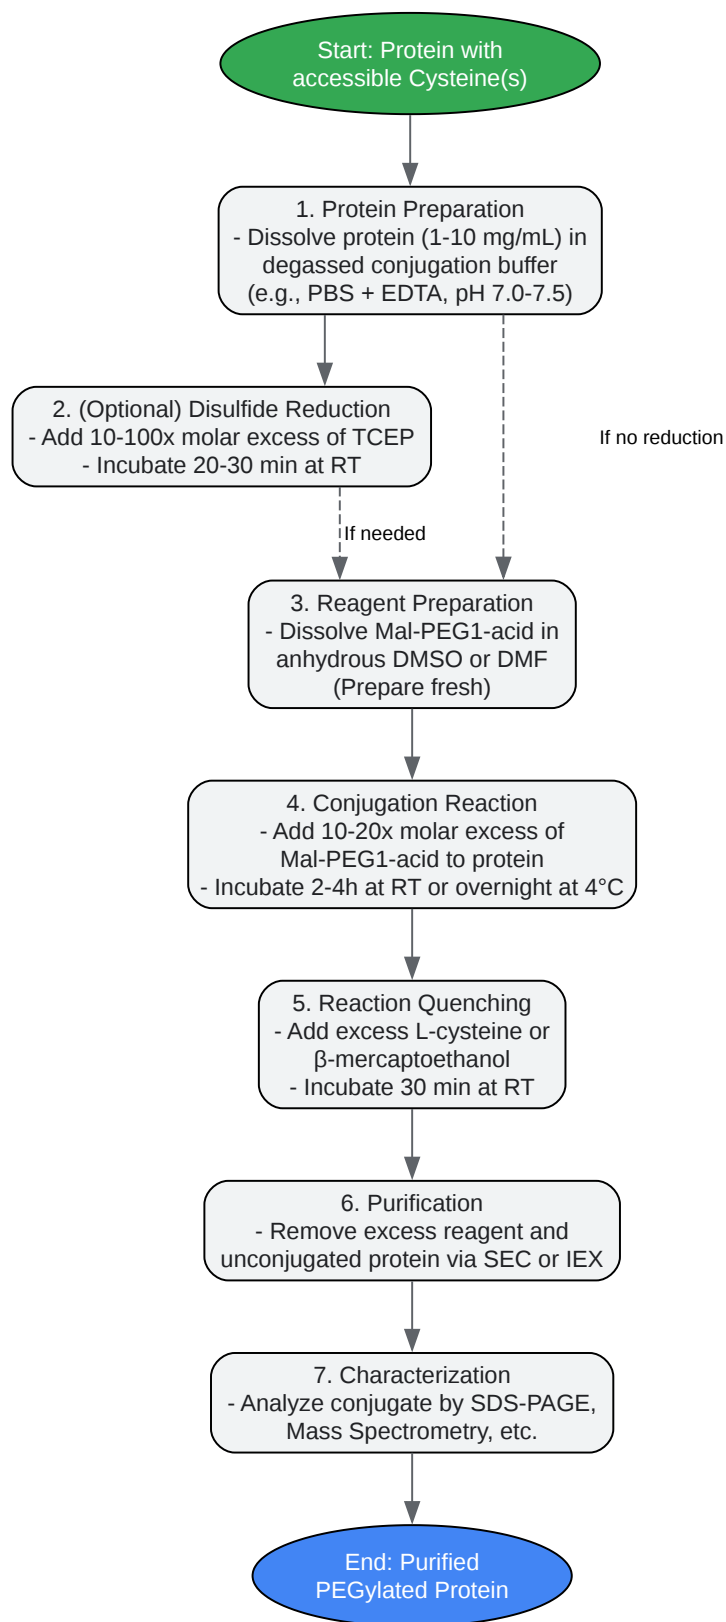 Start: Protein with
accessible Cysteine(s)
1. Protein Preparation
- Dissolve protein (1-10 mg/mL) in
degassed conjugation buffer
(e.g., PBS + EDTA, pH 7.0-7.5)
2. (Optional) Disulfide Reduction
- Add 10-100x molar excess of TCEP
- Incubate 20-30 min at RT
If no reduction
If needed
3. Reagent Preparation
- Dissolve Mal-PEG1-acid in
anhydrous DMSO or DMF
(Prepare fresh)
4. Conjugation Reaction
- Add 10-20x molar excess of
Mal-PEG1-acid to protein
- Incubate 2-4h at RT or overnight at 4°C
5. Reaction Quenching
- Add excess L-cysteine or
β-mercaptoethanol
- Incubate 30 min at RT
6. Purification
- Remove excess reagent and
unconjugated protein via SEC or IEX
7. Characterization
- Analyze conjugate by SDS-PAGE,
Mass Spectrometry, etc.
End: Purified
PEGylated Protein